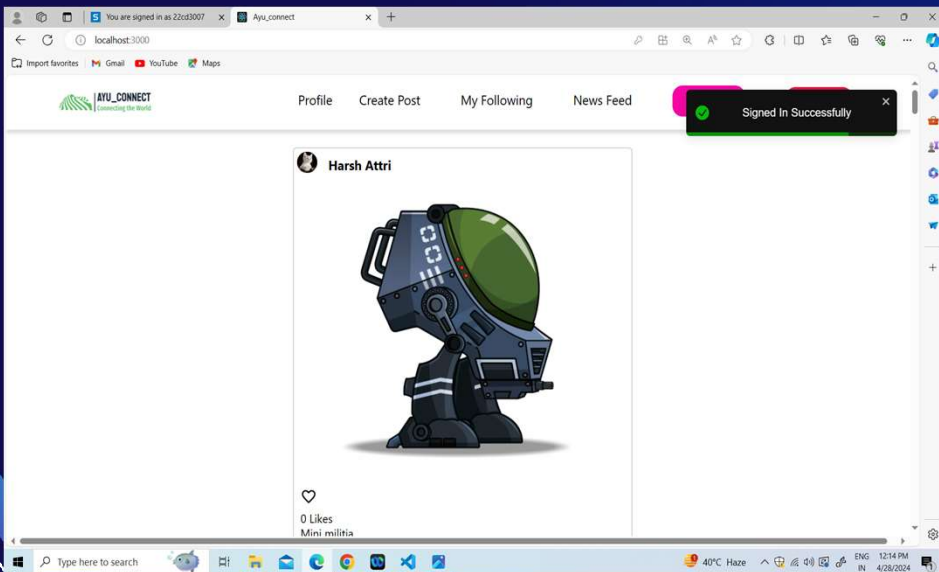 You are signed in as 22cd3007
Ayu_connect
localhost:3000
Import favorites
Gmail
YouTube
Maps
AYU_CONNECT
Connecting the World
Profile
Create Post
My Following
News Feed
Signed In Successfully
Harsh Attri
0 Likes
Mini militia
Type here to search
40°C Haze
ENG
IN
12:14 PM
4/28/2024